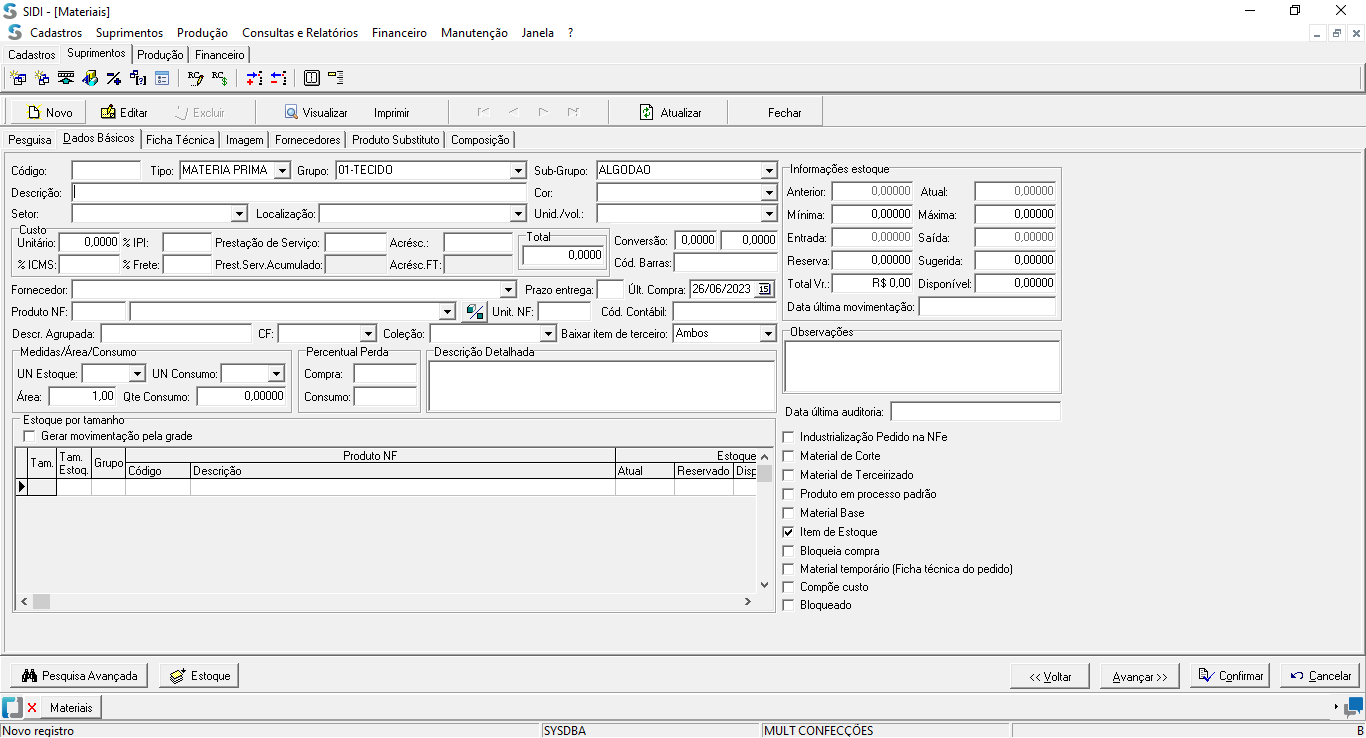 SIDI - [Materiais]
Cadastros Suprimentos Produção Consultas e Relatórios Financeiro Manutenção Janela ?
Cadastros Suprimentos Produção Financeiro
Novo Editar Excluir Visualizar Imprimir Atualizar Fechar
Pesquisa Dados Básicos Ficha Técnica Imagem Fornecedores Produto Substituto Composição
Código: Tipo: MATERIA PRIMA Grupo: 01-TECIDO Sub-Grupo: ALGODAO
Descrição: Cor:
Setor: Localização: Unid./vol.:
Custo
Unitário: 0,0000 % IPI: Prestação de Serviço: Acrésc.: Total 0,0000 Conversão: 0,0000 0,0000
% ICMS: % Frete: Prest.Serv.Acumulado: Acrésc.FT: Cód. Barras:
Fornecedor: Prazo entrega: Últ. Compra: 26/06/2023 15
Produto NF: Unit. NF: Cód. Contábil:
Descr. Agrupada: CF: Coleção: Baixar item de terceiro: Ambos
Medidas/Área/Consumo
UN Estoque: UN Consumo:
Área: 1,00 Qte Consumo: 0,00000
Percentual Perda
Compra:
Consumo:
Descrição Detalhada
Estoque por tamanho
Gerar movimentação pela grade
Tam. Tam. Estoq. Grupo Produto NF Estoque
Código Descrição Atual Reservado Disp
Informações estoque
Anterior: 0,00000 Atual: 0,00000
Mínima: 0,00000 Máxima: 0,00000
Entrada: 0,00000 Saída: 0,00000
Reserva: 0,00000 Sugerida: 0,00000
Total Vr.: R$ 0,00 Disponível: 0,00000
Data última movimentação:
Observações
Data última auditoria:
Industrialização Pedido na NFe
Material de Corte
Material de Terceirizado
Produto em processo padrão
Material Base
Item de Estoque
Bloqueia compra
Material temporário (Ficha técnica do pedido)
Compõe custo
Bloqueado
Pesquisa Avançada Estoque << Voltar Avançar >> Confirmar Cancelar
Materiais
Novo registro SYSDBA MULT CONFECÇÕES B